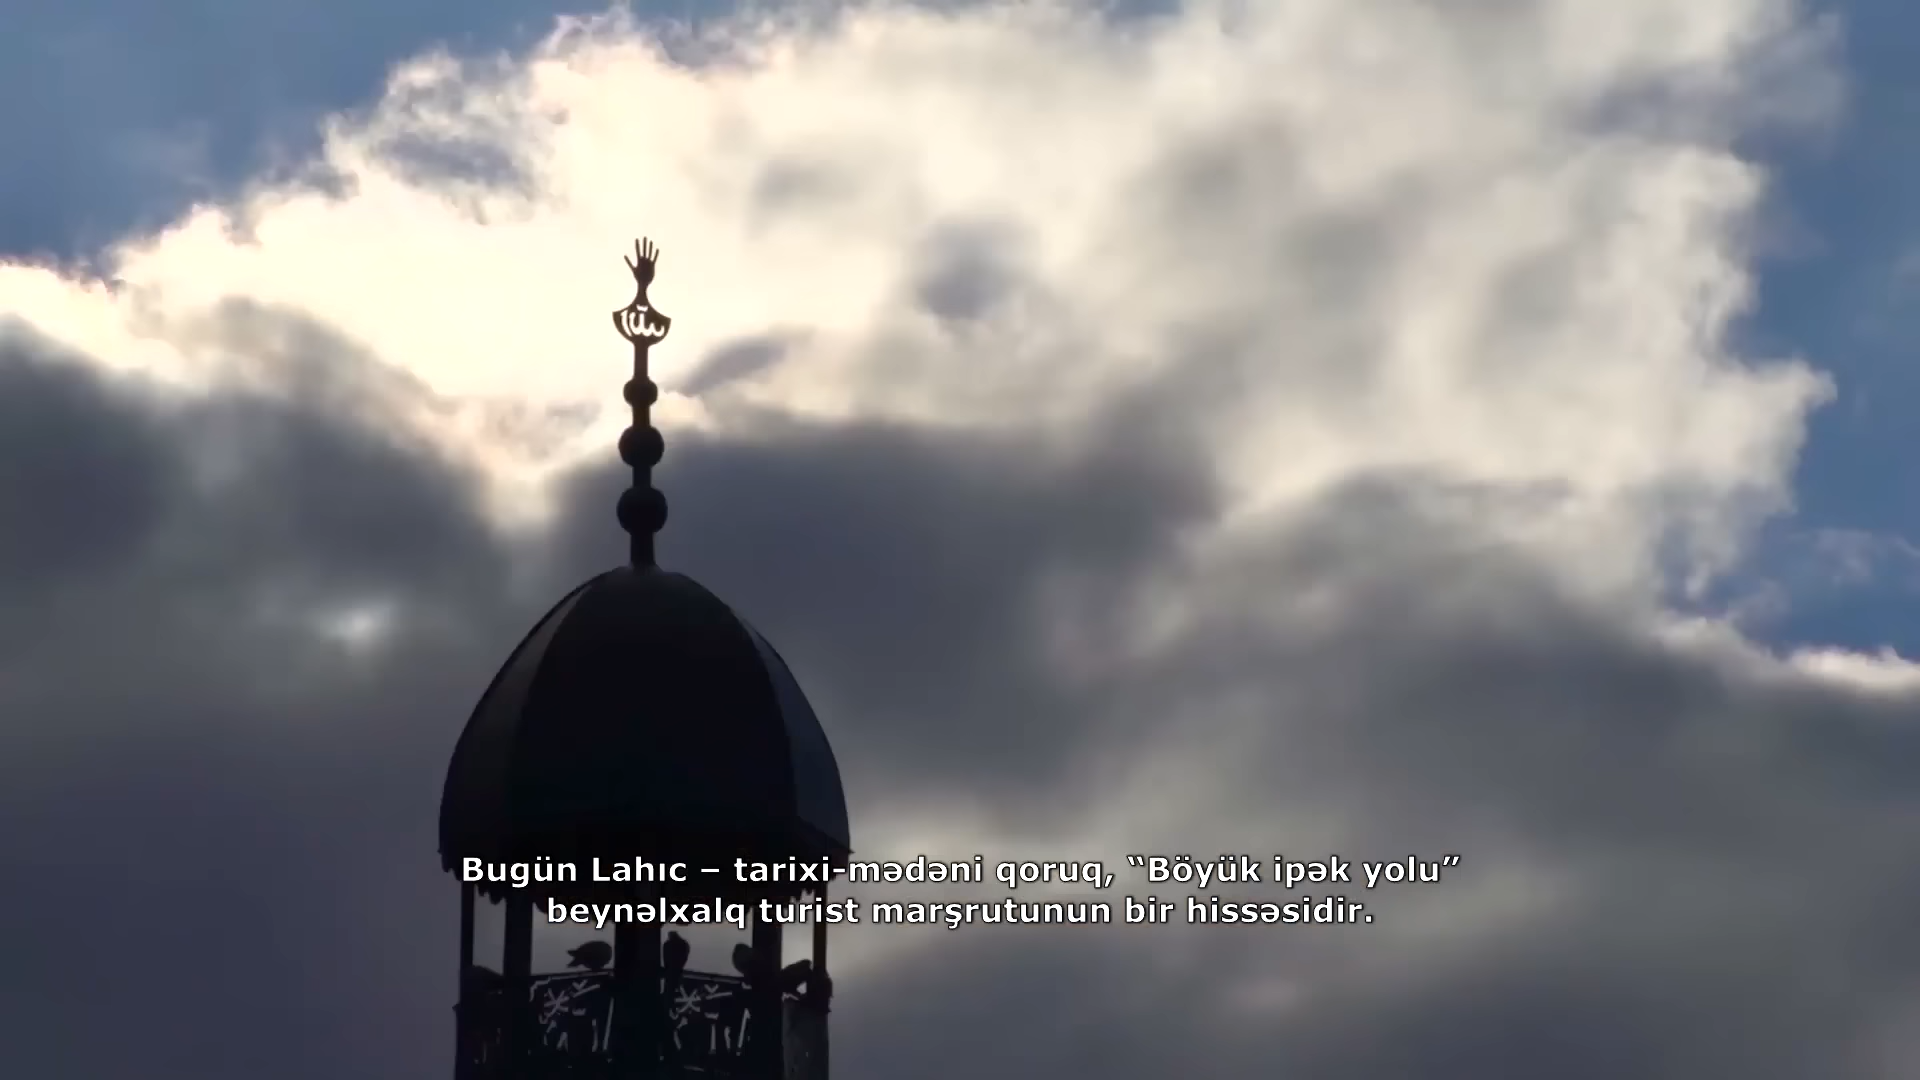 Bugün Lahıc – tarixi-mədəni qoruq, “Böyük ipək yolu”
beynəlxalq turist marşrutunun bir hissəsidir.